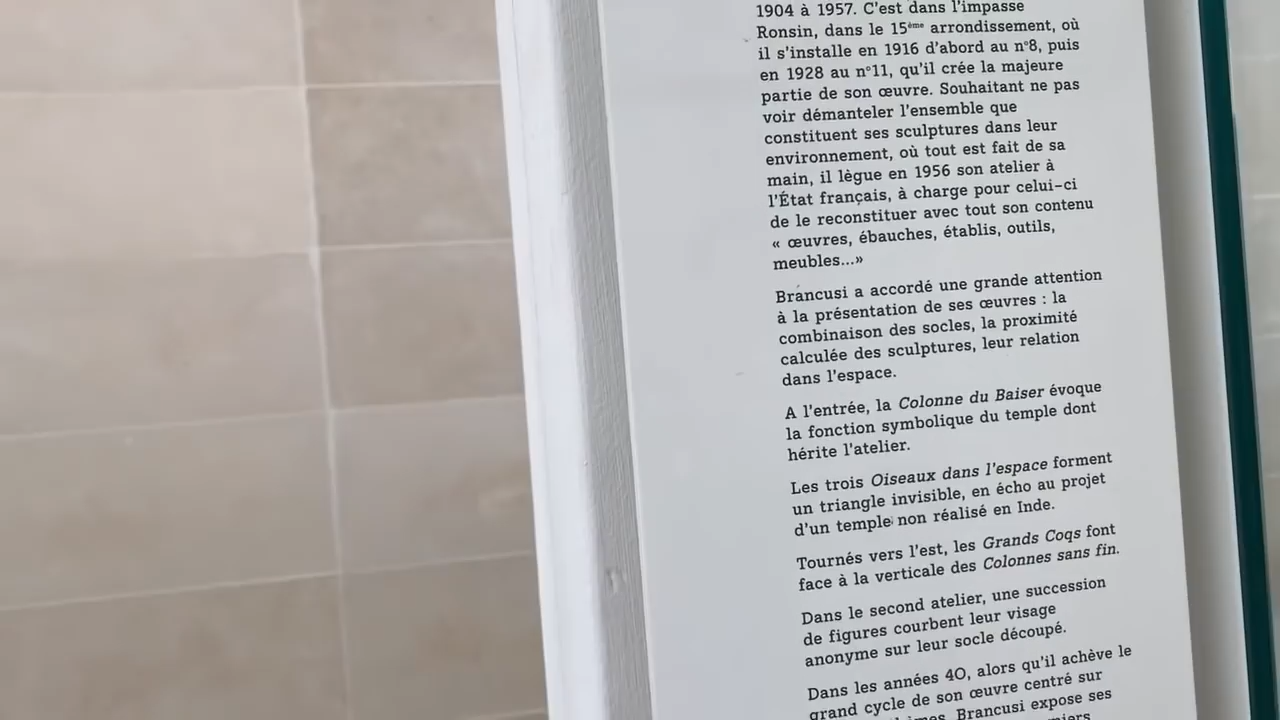 1904 à 1957. C'est dans l'impasse
Ronsin, dans le 15ème arrondissement, où
il s'installe en 1916 d'abord au n°8, puis
en 1928 au n°11, qu'il crée la majeure
partie de son œuvre. Souhaitant ne pas
voir démanteler l'ensemble que
constituent ses sculptures dans leur
environnement, où tout est fait de sa
main, il lègue en 1956 son atelier à
l'État français, à charge pour celui-ci
de le reconstituer avec tout son contenu
« œuvres, ébauches, établis, outils,
meubles...»
Brancusi a accordé une grande attention
à la présentation de ses œuvres : la
combinaison des socles, la proximité
calculée des sculptures, leur relation
dans l'espace.
A l'entrée, la Colonne du Baiser évoque
la fonction symbolique du temple dont
hérite l'atelier.
Les trois Oiseaux dans l'espace forment
un triangle invisible, en écho au projet
d'un temple non réalisé en Inde.
Tournés vers l'est, les Grands Coqs font
face à la verticale des Colonnes sans fin.
Dans le second atelier, une succession
de figures courbent leur visage
anonyme sur leur socle découpé.
Dans les années 40, alors qu'il achève le
grand cycle de son œuvre centré sur
Brancusi expose ses